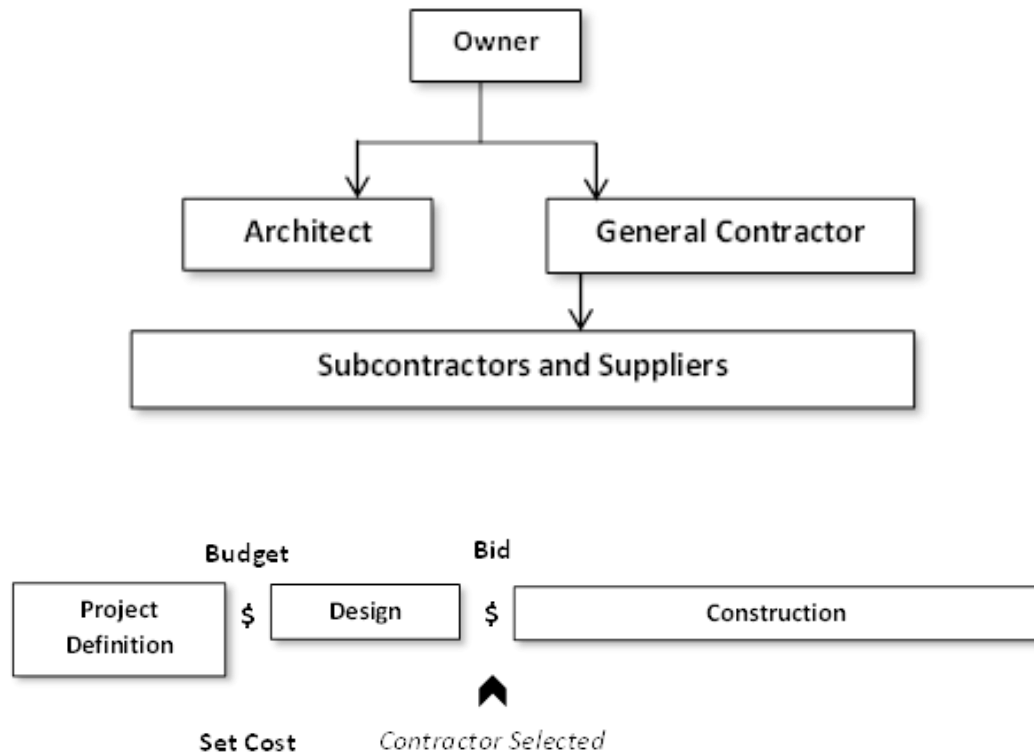 Owner
Architect
General Contractor
Subcontractors and Suppliers
Budget
Bid
Project
Definition
$
Design
$
Construction
Set Cost
Contractor Selected